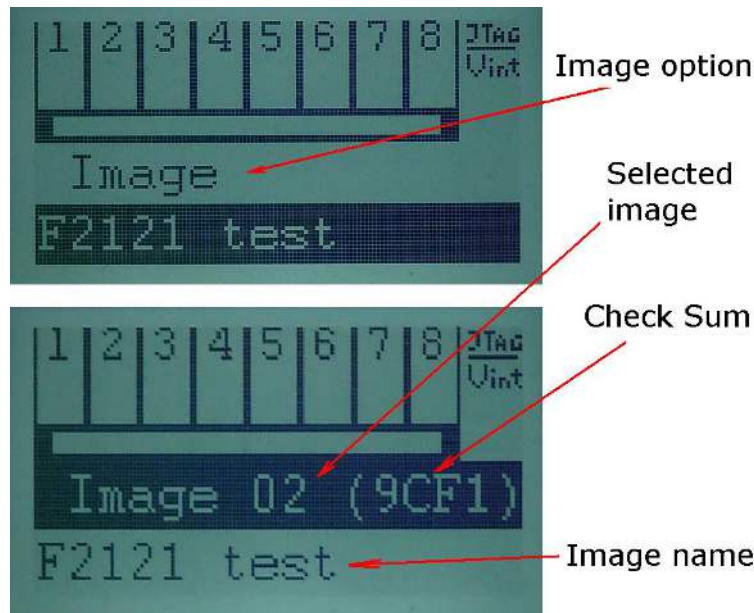 1 2 3 4 5 6 7 8 JTAG
Vint
Image option
Image
F2121 test
Selected
image
1 2 3 4 5 6 7 8 JTAG
Vint
Check Sum
Image 02 (9CF1)
F2121 test
Image name